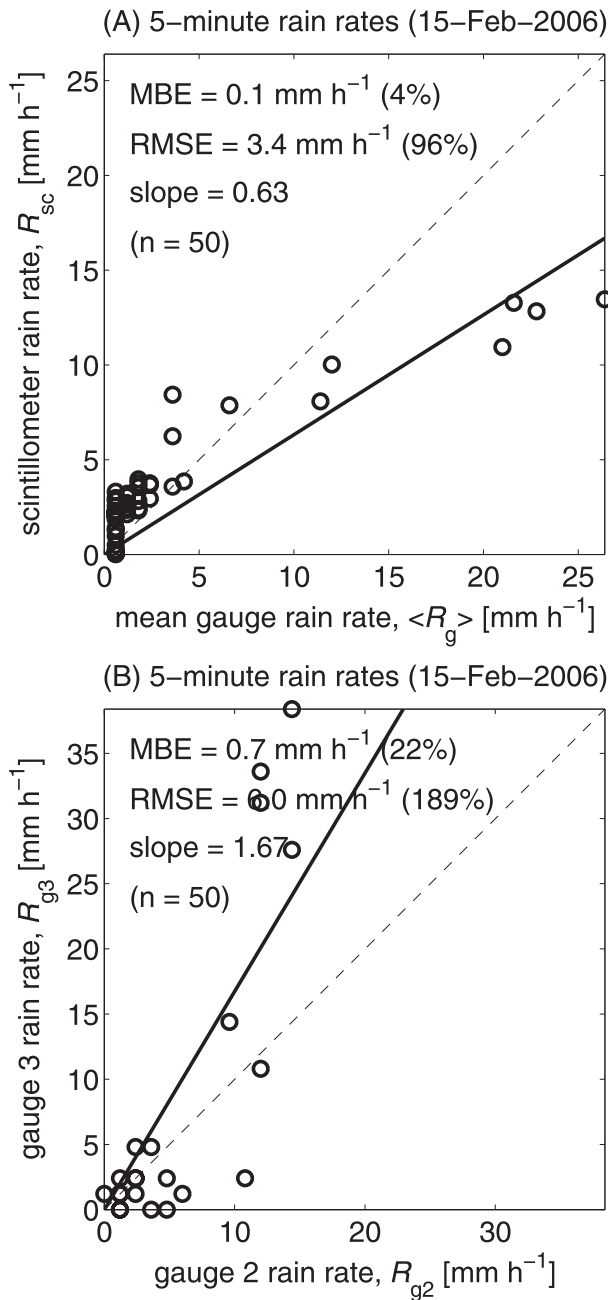 (A) 5−minute rain rates (15−Feb−2006)
MBE = 0.1 mm h⁻¹ (4%)
RMSE = 3.4 mm h⁻¹ (96%)
slope = 0.63
(n = 50)
scintillometer rain rate, R_sc [mm h⁻¹]
25
20
15
10
5
0
0 5 10 15 20 25
mean gauge rain rate, <R_g> [mm h⁻¹]
(B) 5−minute rain rates (15−Feb−2006)
MBE = 0.7 mm h⁻¹ (22%)
RMSE = 6.0 mm h⁻¹ (189%)
slope = 1.67
(n = 50)
gauge 3 rain rate, R_g3 [mm h⁻¹]
35
30
25
20
15
10
5
0
0 10 20 30
gauge 2 rain rate, R_g2 [mm h⁻¹]